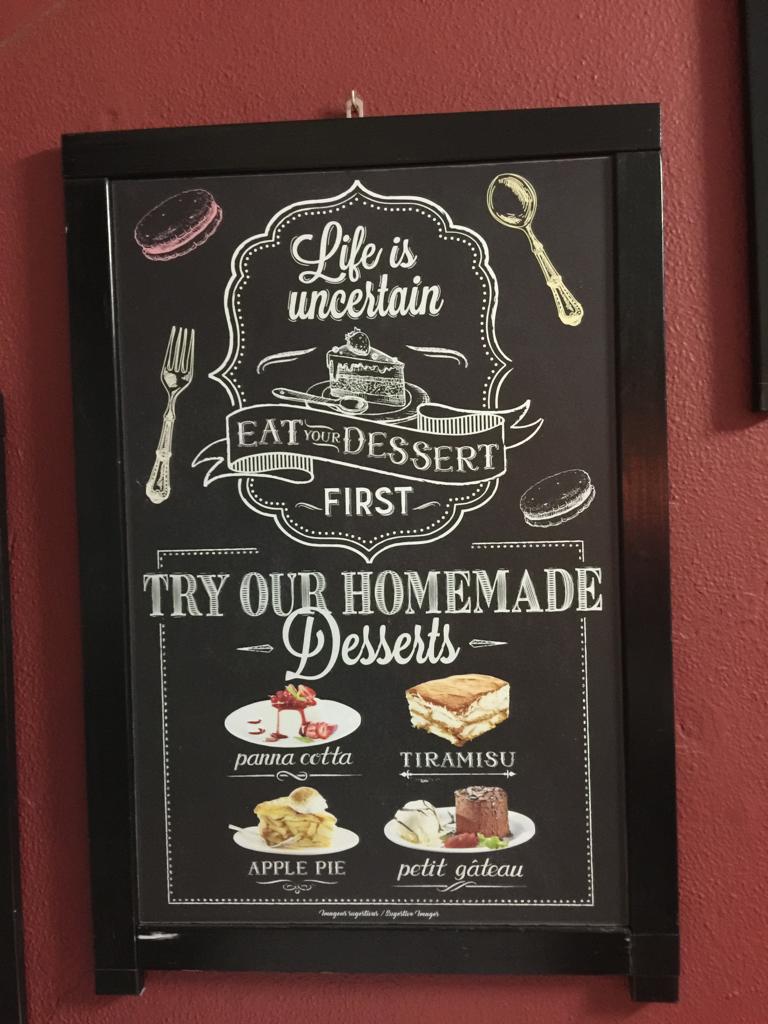 Life is
uncertain
EAT YOUR DESSERT
FIRST
TRY OUR HOMEMADE
Desserts
panna cotta
TIRAMISU
APPLE PIE
petit gâteau
Imagens sugestivas / Sugestive Images